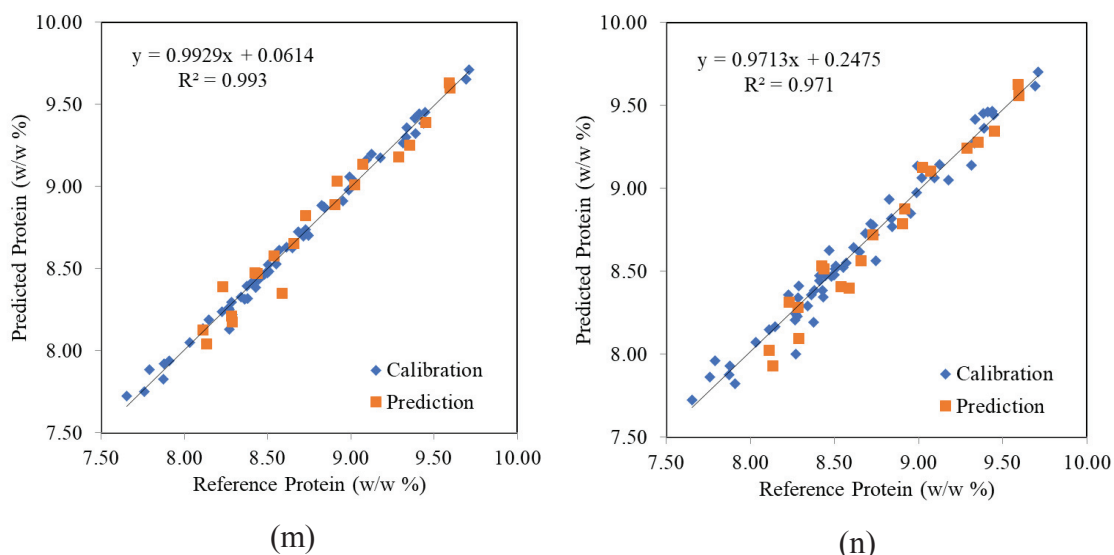 10.00
y = 0.9929x + 0.0614
R² = 0.993
9.50
9.00
8.50
8.00
7.50
Predicted Protein (w/w %)
Calibration
Prediction
7.50 8.00 8.50 9.00 9.50 10.00
Reference Protein (w/w %)
(m)
10.00
y = 0.9713x + 0.2475
R² = 0.971
9.50
9.00
8.50
8.00
7.50
Predicted Protein (w/w %)
Calibration
Prediction
7.50 8.00 8.50 9.00 9.50 10.00
Reference Protein (w/w %)
(n)